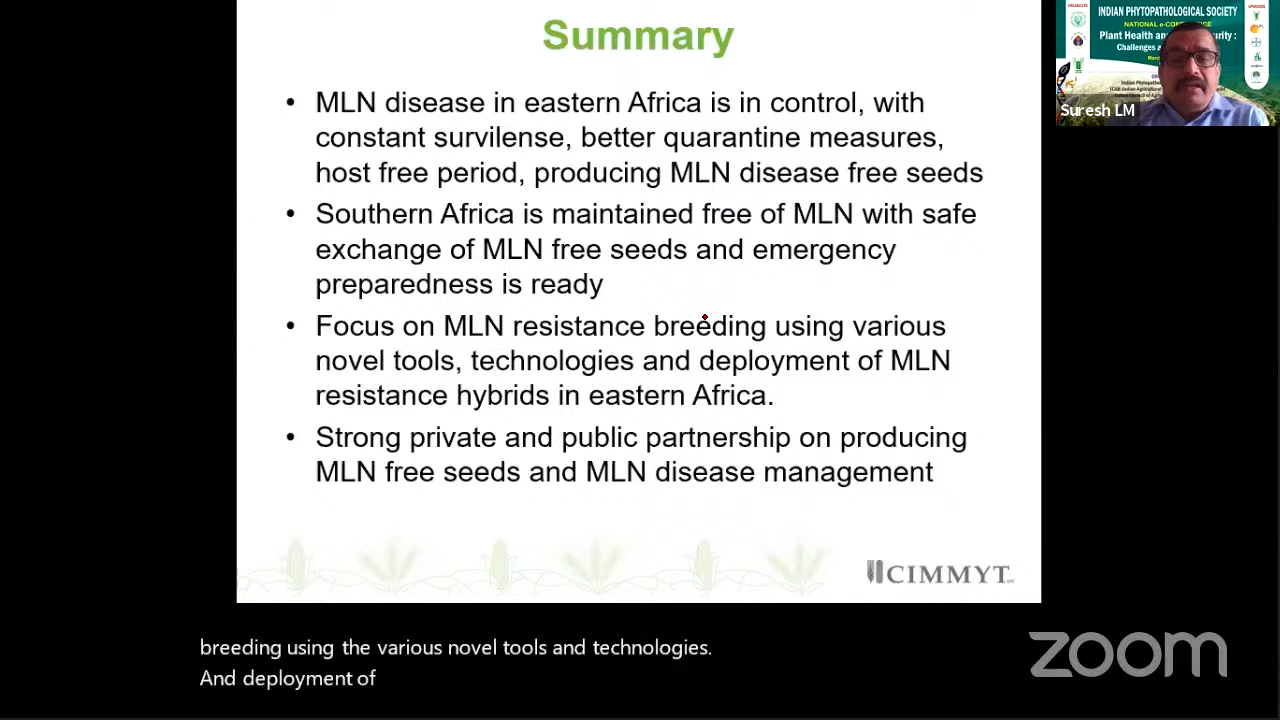 Summary
• MLN disease in eastern Africa is in control, with
constant survilense, better quarantine measures,
host free period, producing MLN disease free seeds
• Southern Africa is maintained free of MLN with safe
exchange of MLN free seeds and emergency
preparedness is ready
• Focus on MLN resistance breeding using various
novel tools, technologies and deployment of MLN
resistance hybrids in eastern Africa.
• Strong private and public partnership on producing
MLN free seeds and MLN disease management
CIMMYT
INDIAN PHYTOPATHOLOGICAL SOCIETY
Plant Health and
Challenges
Suresh LM
breeding using the various novel tools and technologies.
And deployment of
zoom